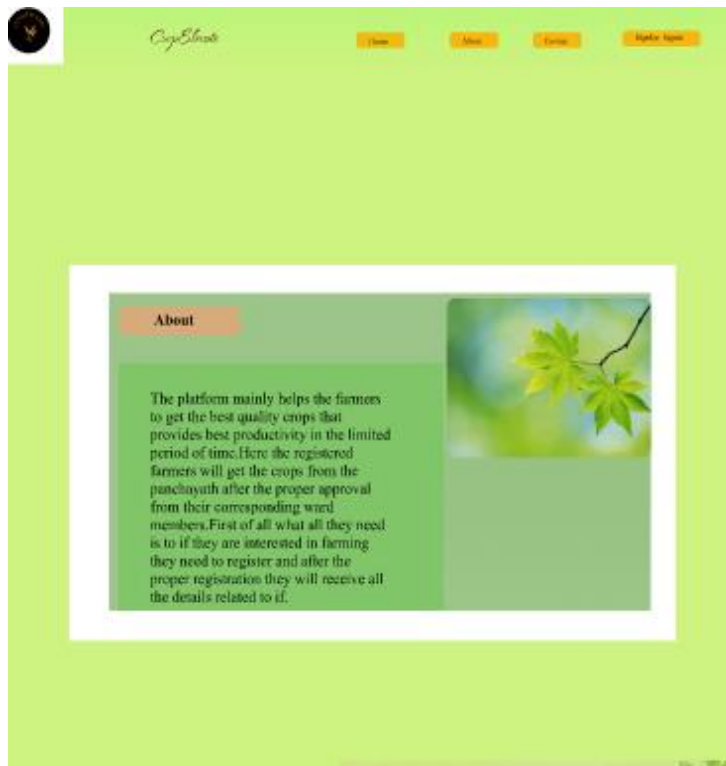 About
The platform mainly helps the farmers
to get the best quality crops that
provides best productivity in the limited
period of time.Here the registered
farmers will get the crops from the
panchayath after the proper approval
from their corresponding ward
members.First of all what all they need
is to if they are interested in farming
they need to register and after the
proper registration they will receive all
the details related to if.